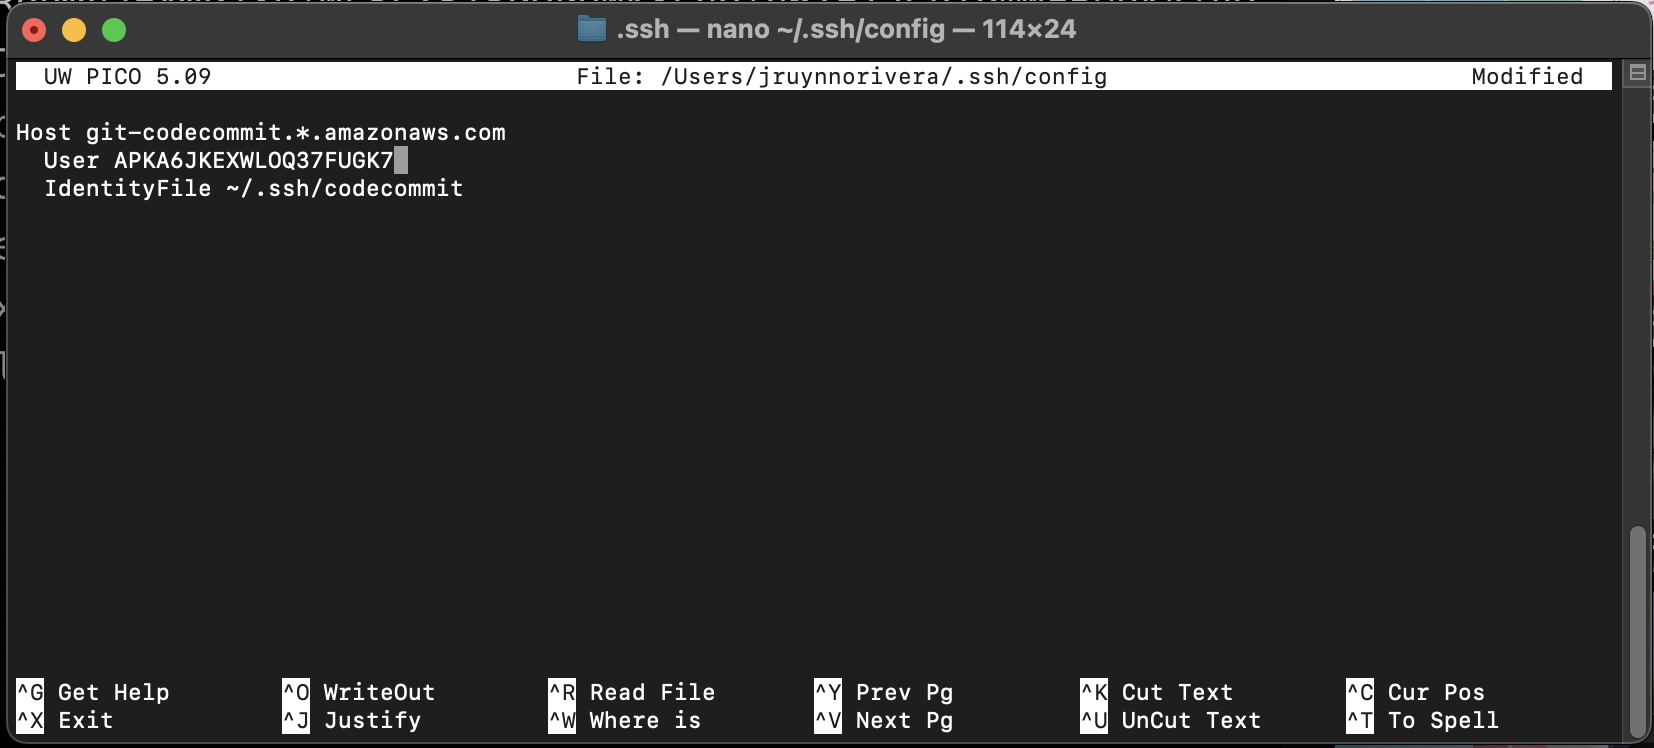 .ssh — nano ~/.ssh/config — 114×24
UW PICO 5.09 File: /Users/jruynnorivera/.ssh/config Modified
Host git-codecommit.*.amazonaws.com
User APKA6JKEXWLOQ37FUGK7
IdentityFile ~/.ssh/codecommit
^G Get Help ^O WriteOut ^R Read File ^Y Prev Pg ^K Cut Text ^C Cur Pos
^X Exit ^J Justify ^W Where is ^V Next Pg ^U UnCut Text ^T To Spell